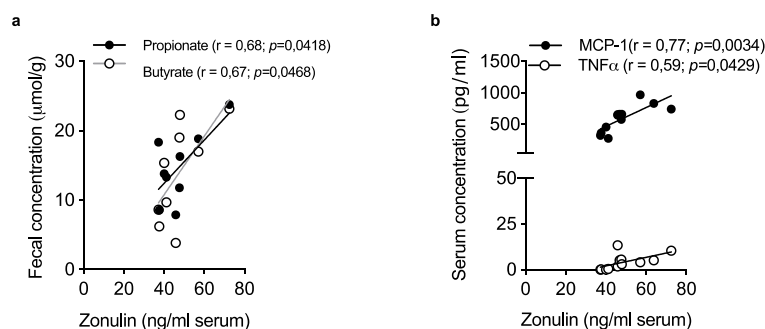 a
Propionate (r = 0,68; p=0,0418)
Butyrate (r = 0,67; p=0,0468)
30
20
10
0
Fecal concentration (μmol/g)
0 20 40 60 80
Zonulin (ng/ml serum)
b
MCP-1(r = 0,77; p=0,0034)
TNFα (r = 0,59; p=0,0429)
1500
1000
500
50
25
0
Serum concentration (pg/ml)
0 20 40 60 80
Zonulin (ng/ml serum)